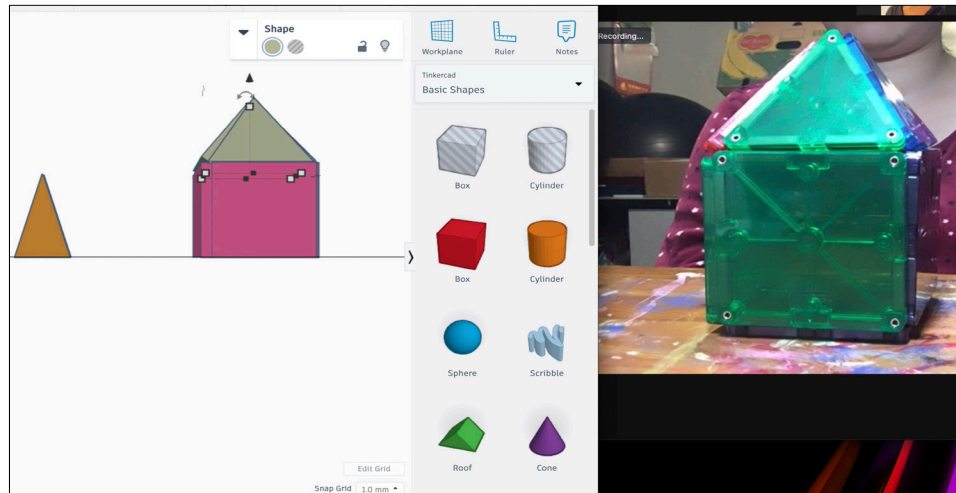 Shape
Workplane
Ruler
Notes
Tinkercad
Basic Shapes
Box
Cylinder
Box
Cylinder
Sphere
Scribble
Roof
Cone
Edit Grid
Snap Grid 1.0 mm
Recording...